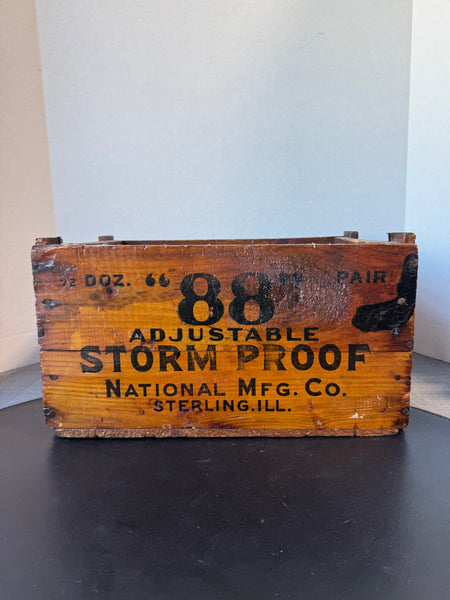 ½ DOZ. “88” PAIR
ADJUSTABLE
STORM PROOF
NATIONAL MFG. CO.
STERLING, ILL.